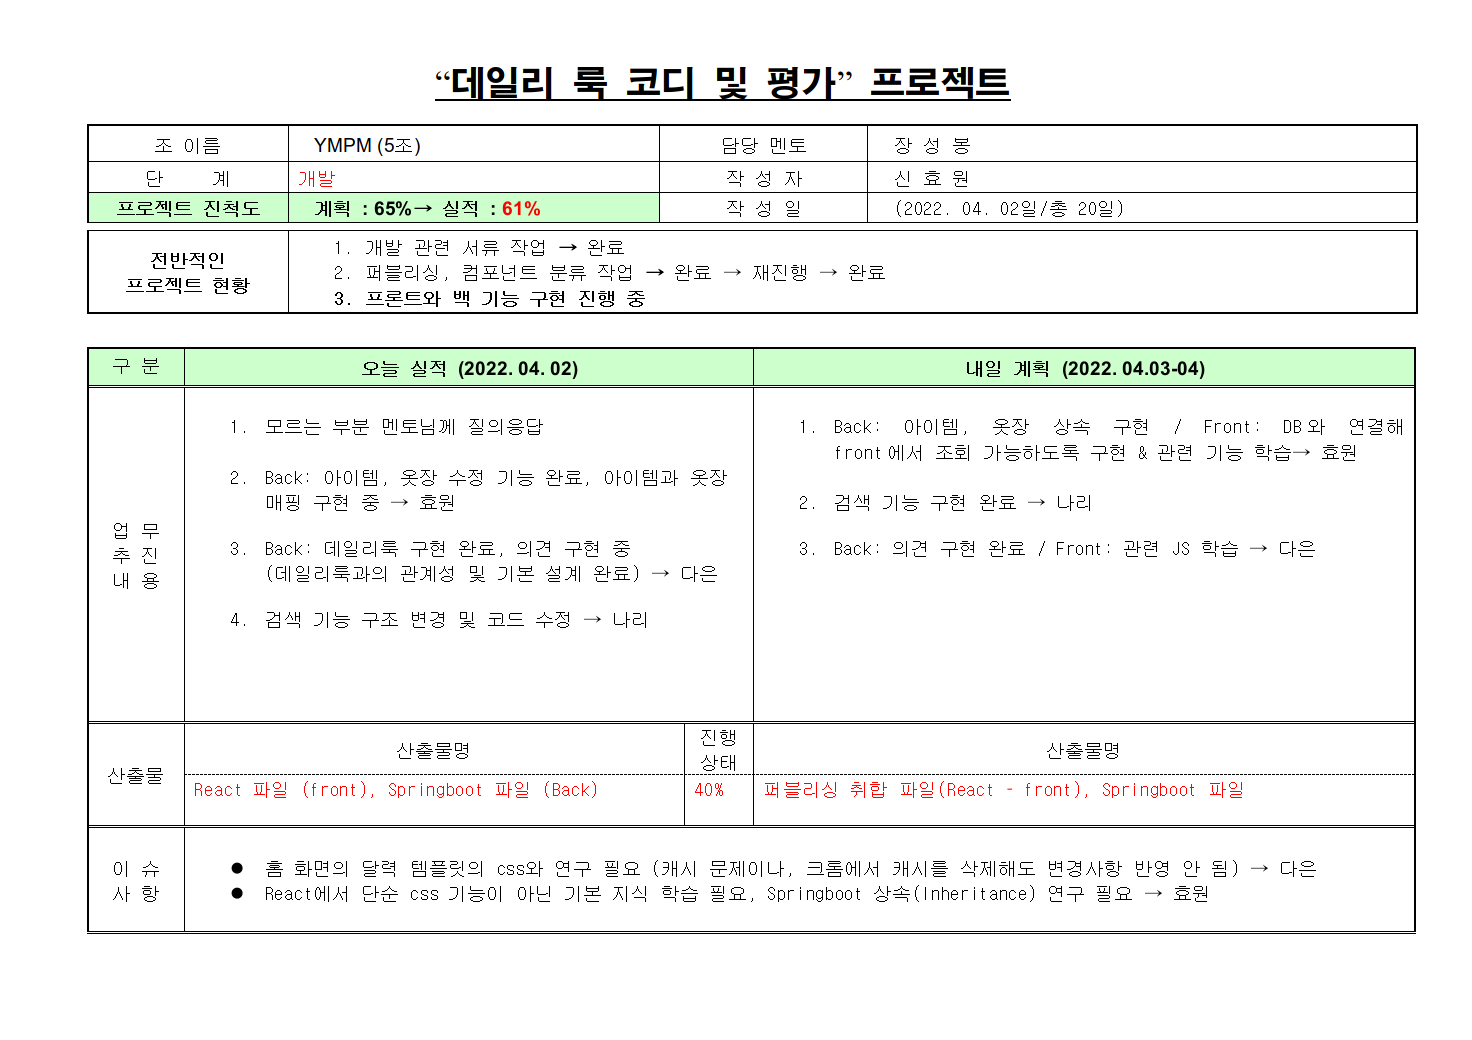 “데일리 룩 코디 및 평가” 프로젝트
조 이름 YMPM (5조) 담당 멘토 장 성 봉
단 계 개발 작 성 자 신 효 원
프로젝트 진척도 계획 : 65%→ 실적 : 61% 작 성 일 (2022. 04. 02일/총 20일)
전반적인
프로젝트 현황
1. 개발 관련 서류 작업 → 완료
2. 퍼블리싱, 컴포넌트 분류 작업 → 완료 → 재진행 → 완료
3. 프론트와 백 기능 구현 진행 중
구 분 오늘 실적 (2022. 04. 02) 내일 계획 (2022. 04.03-04)
업 무
추 진
내 용
1. 모르는 부분 멘토님께 질의응답
2. Back: 아이템, 옷장 수정 기능 완료, 아이템과 옷장
매핑 구현 중 → 효원
3. Back: 데일리룩 구현 완료, 의견 구현 중
(데일리룩과의 관계성 및 기본 설계 완료) → 다은
4. 검색 기능 구조 변경 및 코드 수정 → 나리
1. Back: 아이템, 옷장 상속 구현 / Front: DB와 연결해
front에서 조회 가능하도록 구현 & 관련 기능 학습→ 효원
2. 검색 기능 구현 완료 → 나리
3. Back: 의견 구현 완료 / Front: 관련 JS 학습 → 다은
산출물
산출물명
진행
상태
산출물명
React 파일 (front), Springboot 파일 (Back) 40% 퍼블리싱 취합 파일(React - front), Springboot 파일
이 슈
사 항
● 홈 화면의 달력 템플릿의 css와 연구 필요 (캐시 문제이나, 크롬에서 캐시를 삭제해도 변경사항 반영 안 됨) → 다은
● React에서 단순 css 기능이 아닌 기본 지식 학습 필요, Springboot 상속(Inheritance) 연구 필요 → 효원